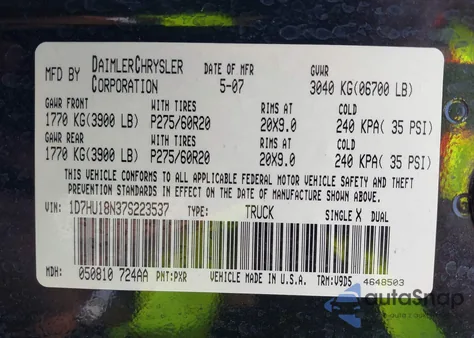 MFD BY DAIMLERCHRYSLER CORPORATION DATE OF MFR 5-07 GVWR 3040 KG(06700 LB)
GAWR FRONT WITH TIRES RIMS AT COLD
1770 KG(3900 LB) P275/60R20 20X9.0 240 KPA( 35 PSI)
GAWR REAR WITH TIRES RIMS AT COLD
1770 KG(3900 LB) P275/60R20 20X9.0 240 KPA( 35 PSI)
THIS VEHICLE CONFORMS TO ALL APPLICABLE FEDERAL MOTOR VEHICLE SAFETY AND THEFT
PREVENTION STANDARDS IN EFFECT ON THE DATE OF MANUFACTURE SHOWN ABOVE.
VIN: 1D7HU18N37S223537 TYPE: TRUCK SINGLE X DUAL
MDH: 050810 724AA PNT:PXR VEHICLE MADE IN U.S.A. TRM:V9D5 4648503
autoSnap